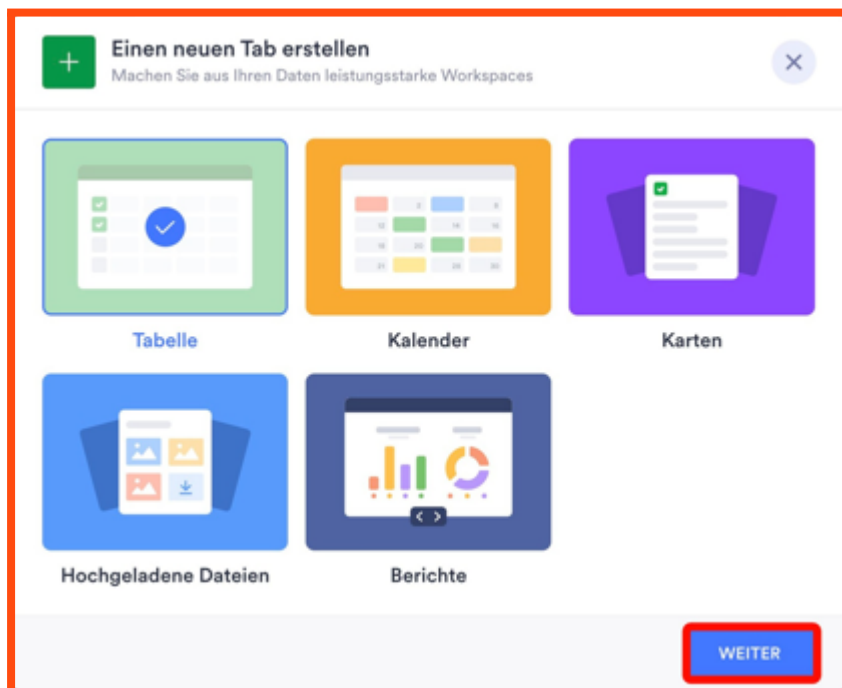 Einen neuen Tab erstellen
Machen Sie aus Ihren Daten leistungsstarke Workspaces
Tabelle
Kalender
Karten
Hochgeladene Dateien
Berichte
WEITER